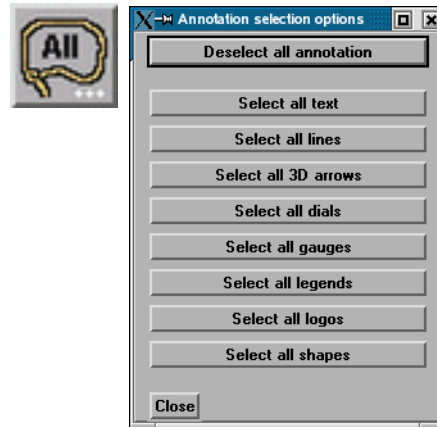 All
Annotation selection options
Deselect all annotation
Select all text
Select all lines
Select all 3D arrows
Select all dials
Select all gauges
Select all legends
Select all logos
Select all shapes
Close